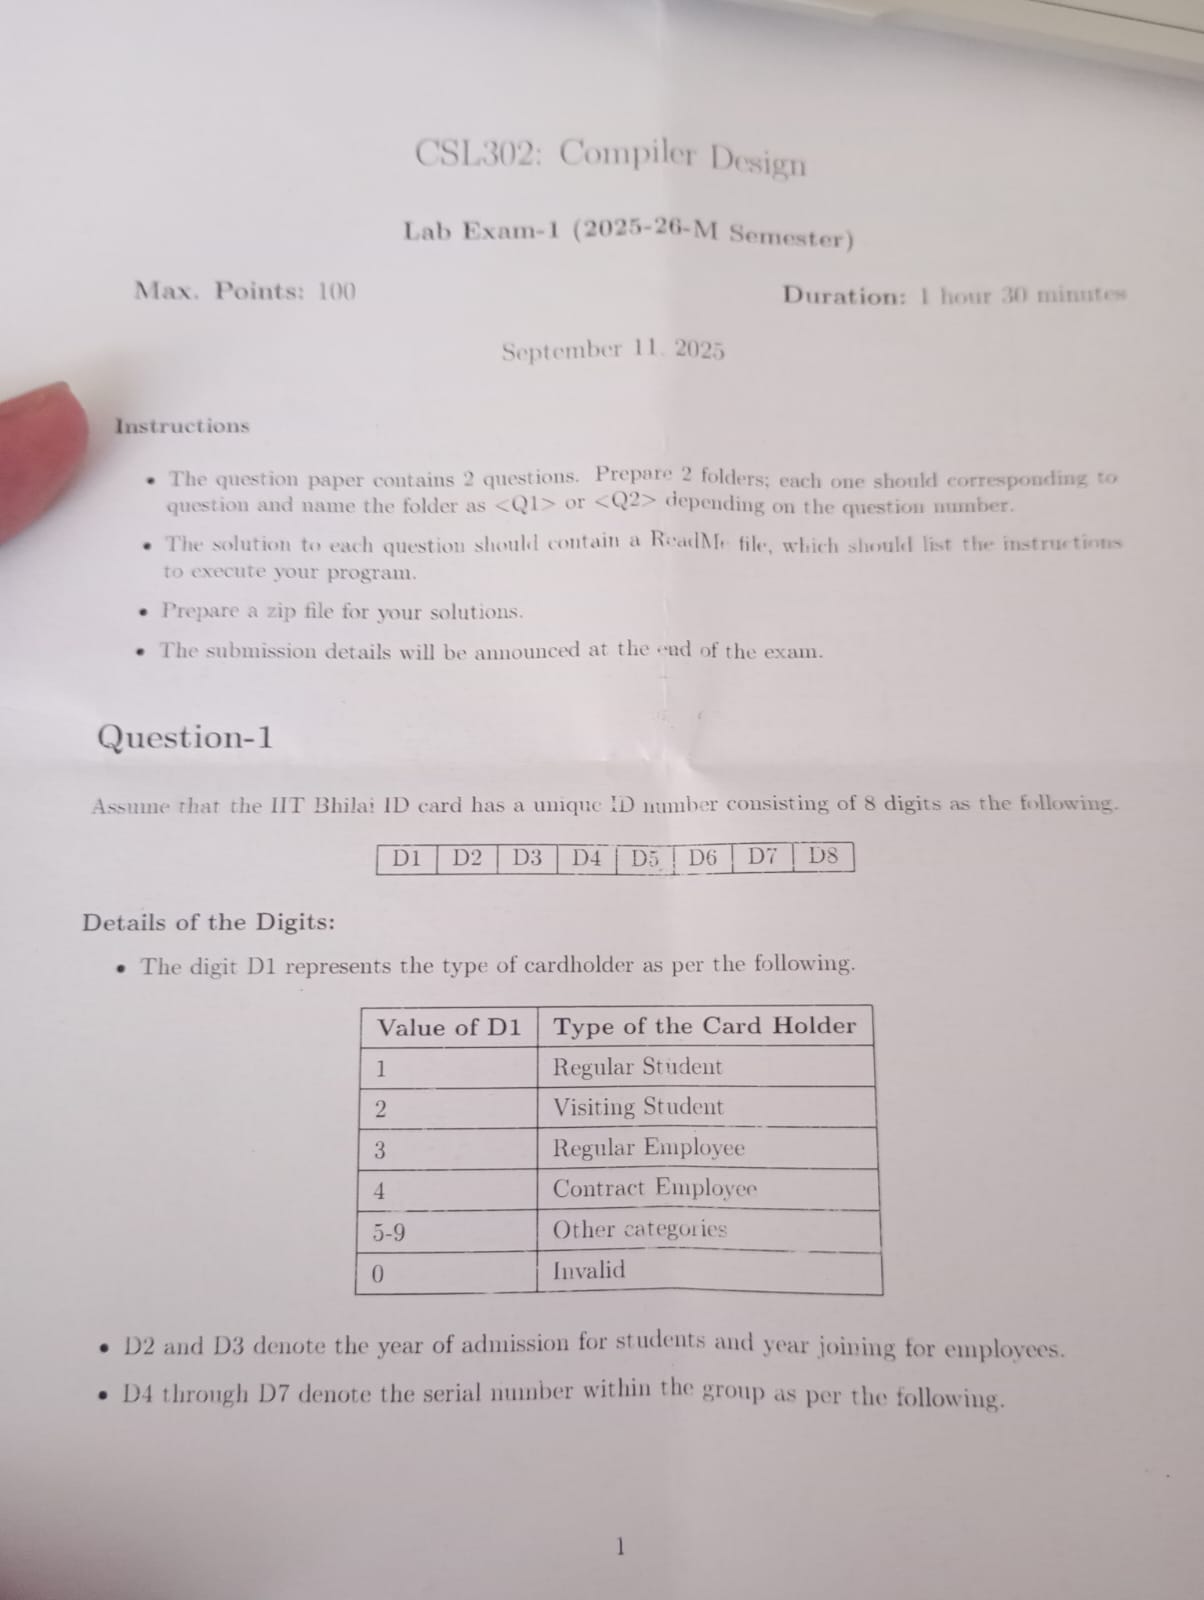 CSL302: Compiler Design
Lab Exam-1 (2025-26-M Semester)
Max. Points: 100 Duration: 1 hour 30 minutes
September 11, 2025
Instructions
• The question paper contains 2 questions. Prepare 2 folders; each one should corresponding to
question and name the folder as <Q1> or <Q2> depending on the question number.
• The solution to each question should contain a ReadMe file, which should list the instructions
to execute your program.
• Prepare a zip file for your solutions.
• The submission details will be announced at the end of the exam.
Question-1
Assume that the IIT Bhilai ID card has a unique ID number consisting of 8 digits as the following.
D1 D2 D3 D4 D5 D6 D7 D8
Details of the Digits:
• The digit D1 represents the type of cardholder as per the following.
Value of D1 Type of the Card Holder
1 Regular Student
2 Visiting Student
3 Regular Employee
4 Contract Employee
5-9 Other categories
0 Invalid
• D2 and D3 denote the year of admission for students and year joining for employees.
• D4 through D7 denote the serial number within the group as per the following.
1